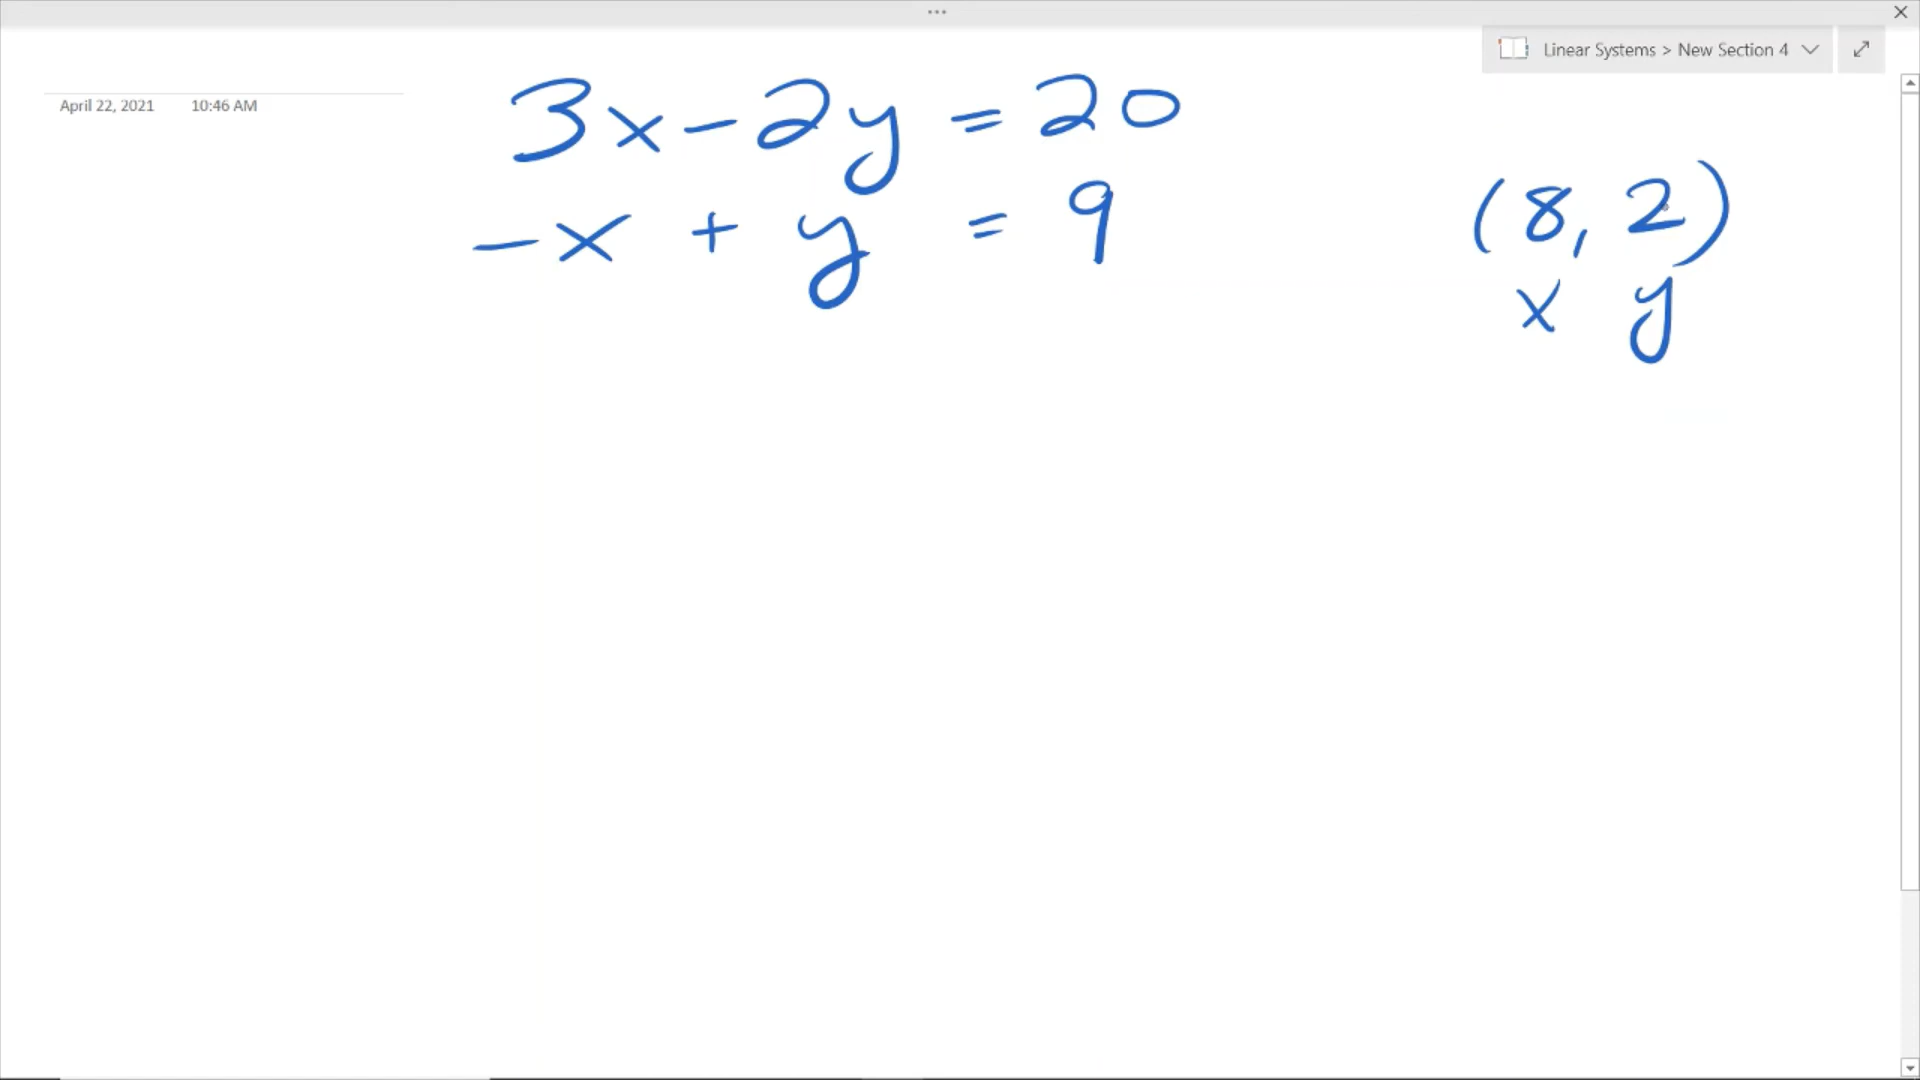 Linear Systems > New Section 4
April 22, 2021 10:46 AM
3x - 2y = 20
-x + y = 9
(8, 2)
x y